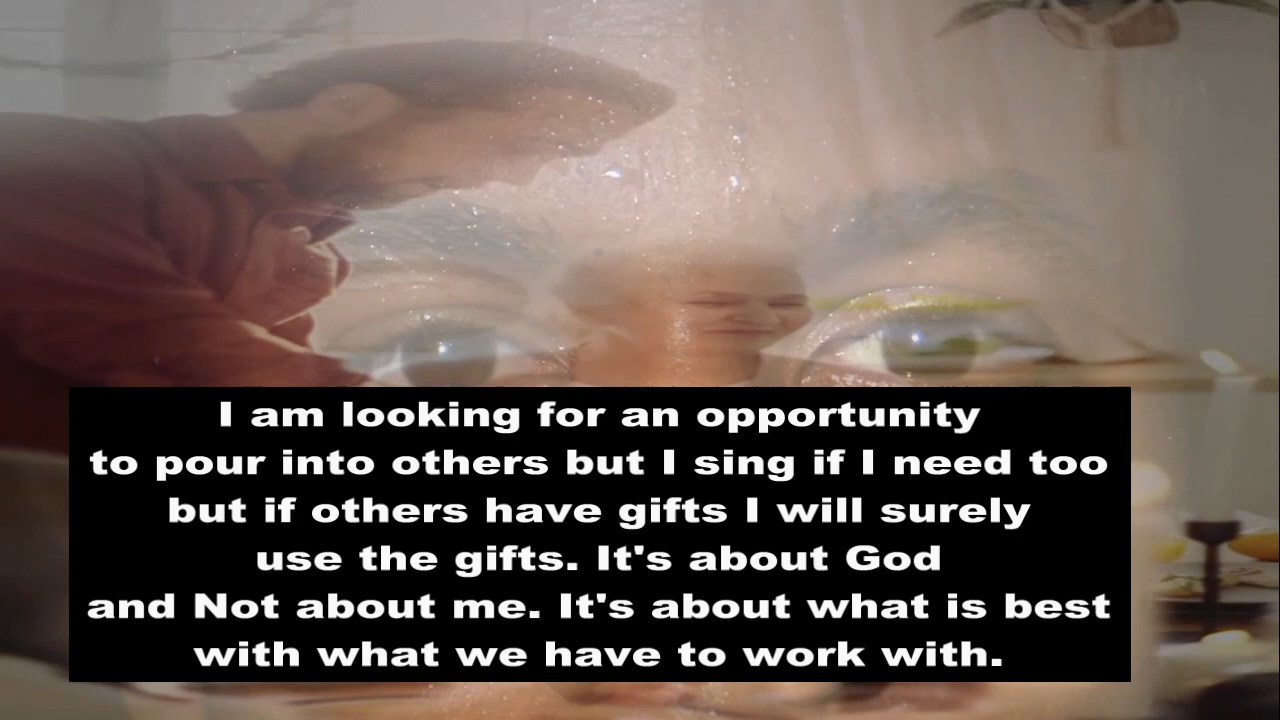 I am looking for an opportunity
to pour into others but I sing if I need too
but if others have gifts I will surely
use the gifts. It's about God
and Not about me. It's about what is best
with what we have to work with.